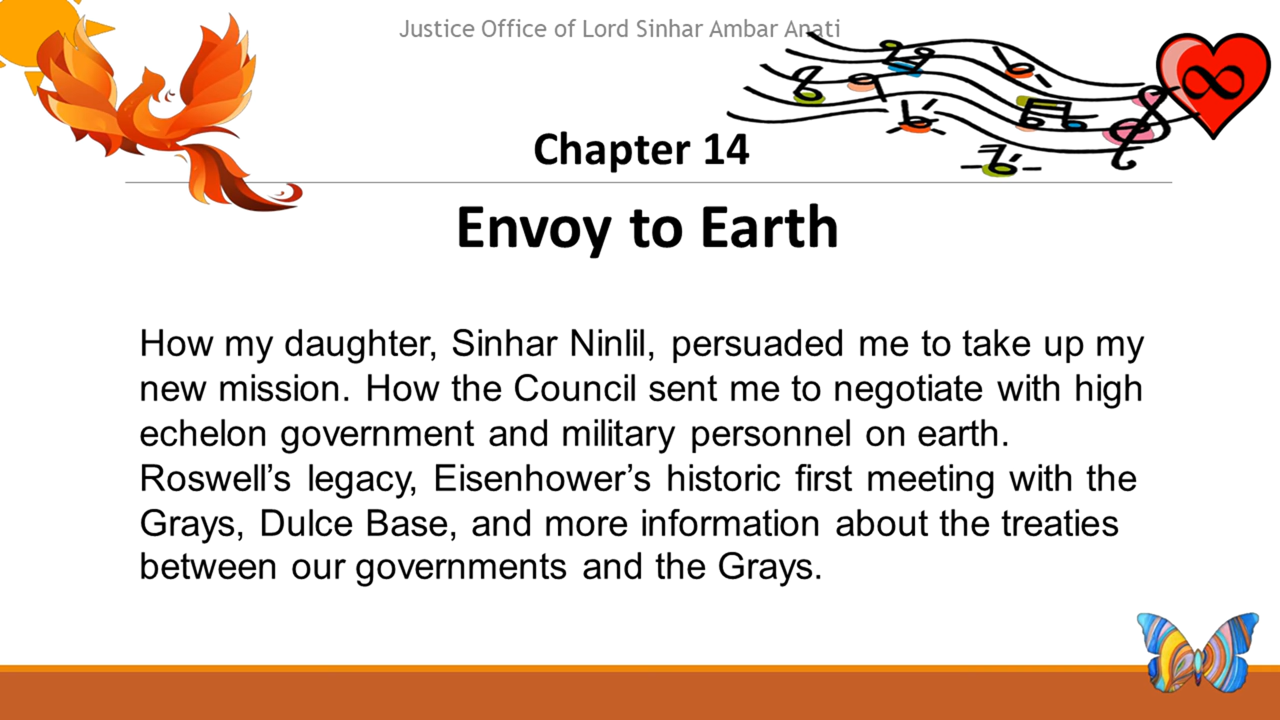 Justice Office of Lord Sinhar Ambar Anati
Chapter 14
Envoy to Earth
How my daughter, Sinhar Ninlil, persuaded me to take up my
new mission. How the Council sent me to negotiate with high
echelon government and military personnel on earth.
Roswell’s legacy, Eisenhower’s historic first meeting with the
Grays, Dulce Base, and more information about the treaties
between our governments and the Grays.